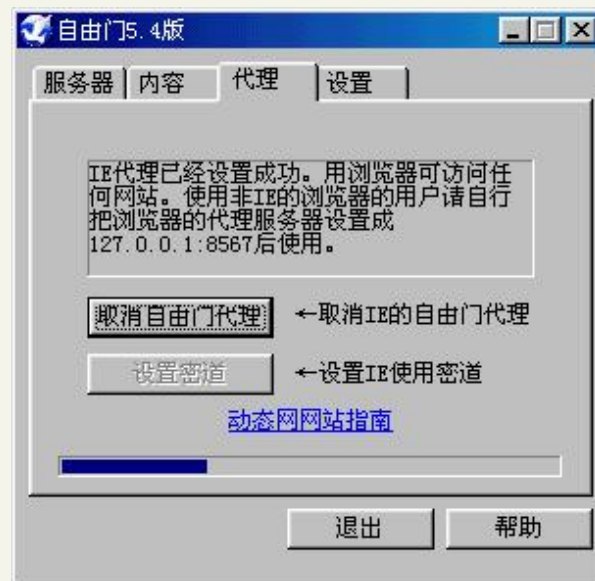 自由门5.4版
服务器 内容 代理 设置
IE代理已经设置成功。用浏览器可访问任
何网站。使用非IE的浏览器的用户请自行
把浏览器的代理服务器设置成
127.0.0.1:8567后使用。
取消自由门代理 ←取消IE的自由门代理
设置密道 ←设置IE使用密道
动态网网站指南
退出 帮助